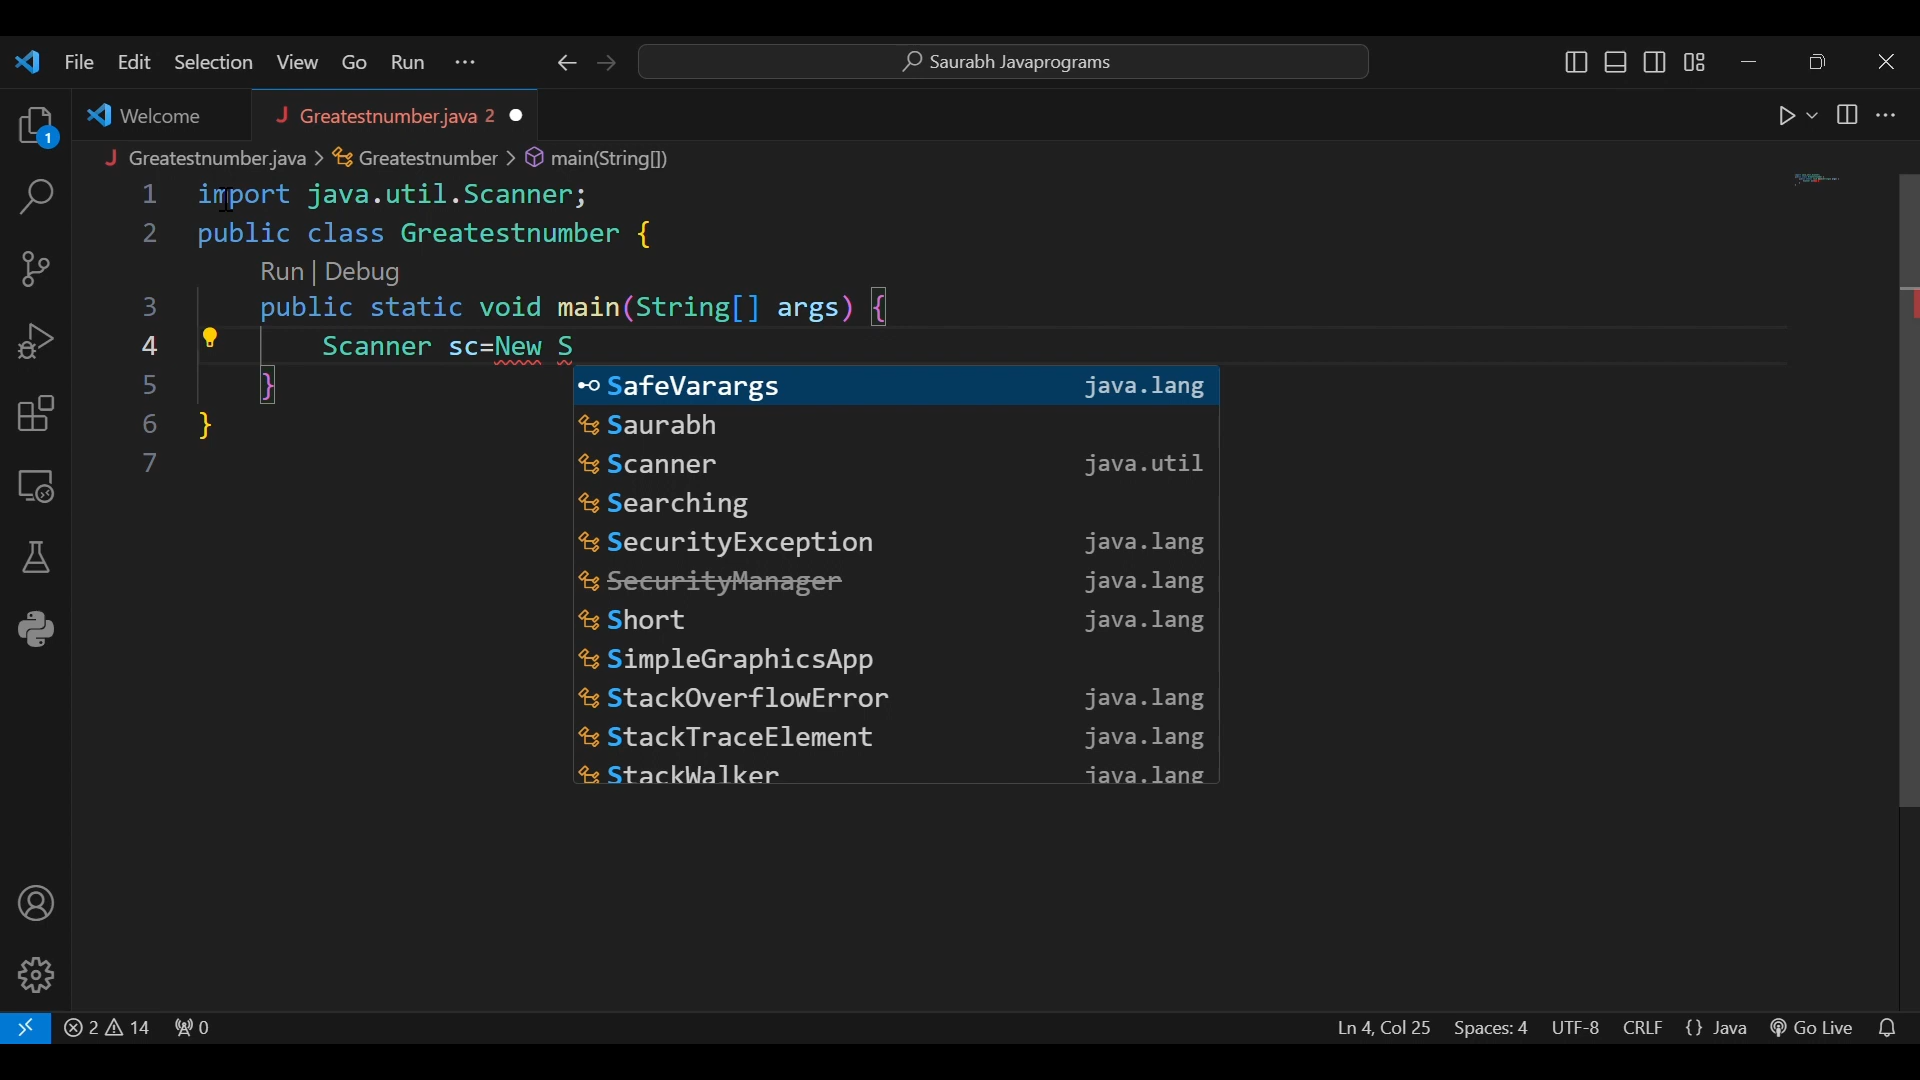 File Edit Selection View Go Run ··· Saurabh Javaprograms
Welcome Greatestnumber.java 2
Greatestnumber.java > Greatestnumber > main(String[])
1 import java.util.Scanner;
2 public class Greatestnumber {
Run | Debug
3 public static void main(String[] args) {
4 Scanner sc=New S
5 }
6 }
7
SafeVarargs java.lang
Saurabh
Scanner java.util
Searching
SecurityException java.lang
SecurityManager java.lang
Short java.lang
SimpleGraphicsApp
StackOverflowError java.lang
StackTraceElement java.lang
StackWalker java.lang
1
2 14 0 Ln 4, Col 25 Spaces: 4 UTF-8 CRLF {} Java Go Live